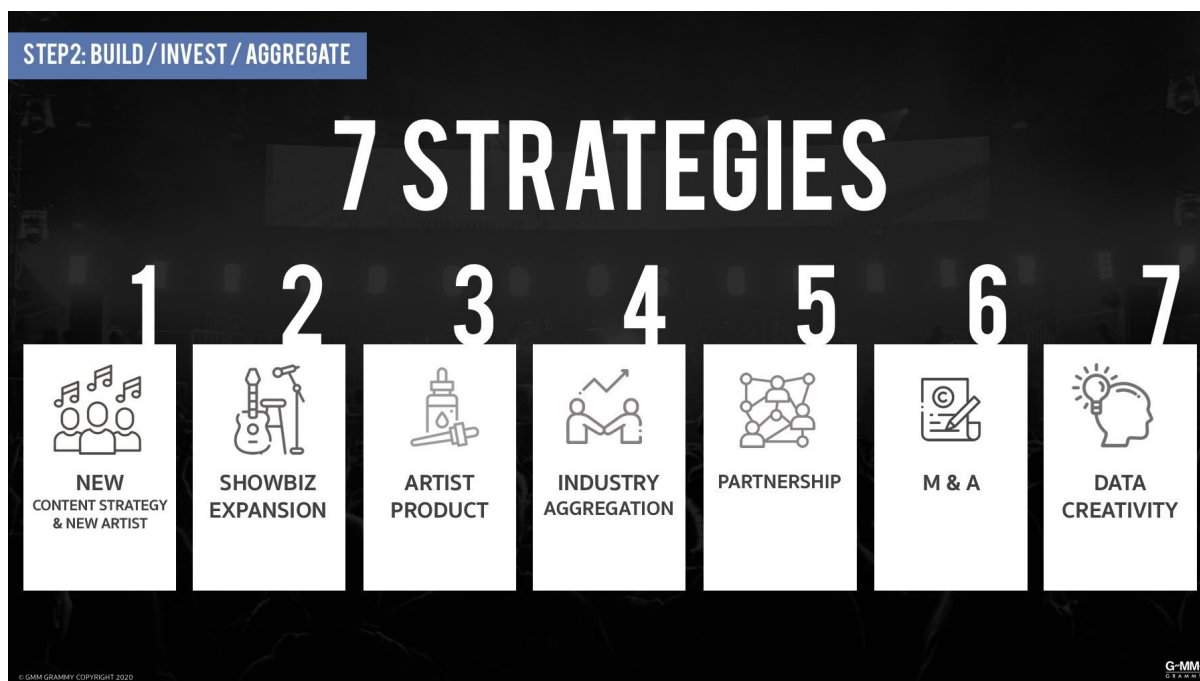 STEP2: BUILD / INVEST / AGGREGATE
7 STRATEGIES
1
NEW
CONTENT STRATEGY
& NEW ARTIST
2
SHOWBIZ
EXPANSION
3
ARTIST
PRODUCT
4
INDUSTRY
AGGREGATION
5
PARTNERSHIP
6
©
M & A
7
DATA
CREATIVITY
© GMM GRAMMY COPYRIGHT 2020
G~MM
GRAMM